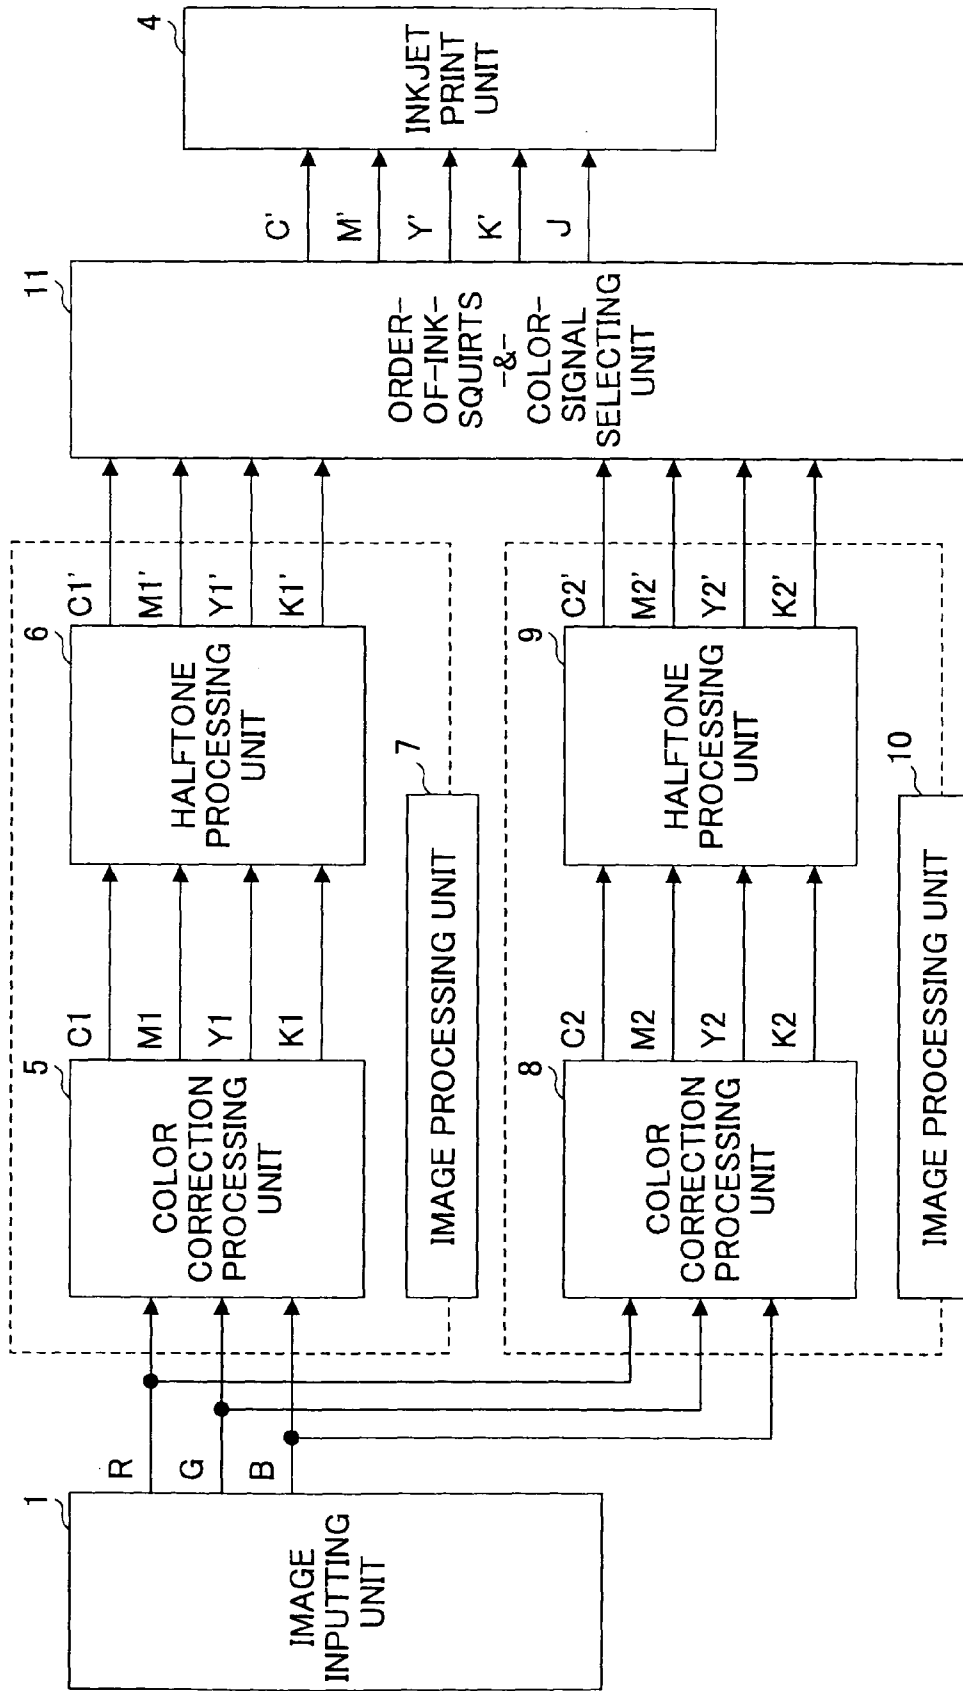 1
IMAGE
INPUTTING
UNIT
R
G
B
5
COLOR
CORRECTION
PROCESSING
UNIT
C1
M1
Y1
K1
6
HALFTONE
PROCESSING
UNIT
C1'
M1'
Y1'
K1'
7
IMAGE PROCESSING UNIT
8
COLOR
CORRECTION
PROCESSING
UNIT
C2
M2
Y2
K2
9
HALFTONE
PROCESSING
UNIT
C2'
M2'
Y2'
K2'
10
IMAGE PROCESSING UNIT
11
ORDER-
OF-INK-
SQUIRTS
-&-
COLOR-
SIGNAL
SELECTING
UNIT
C'
M'
Y'
K'
J
4
INKJET
PRINT
UNIT